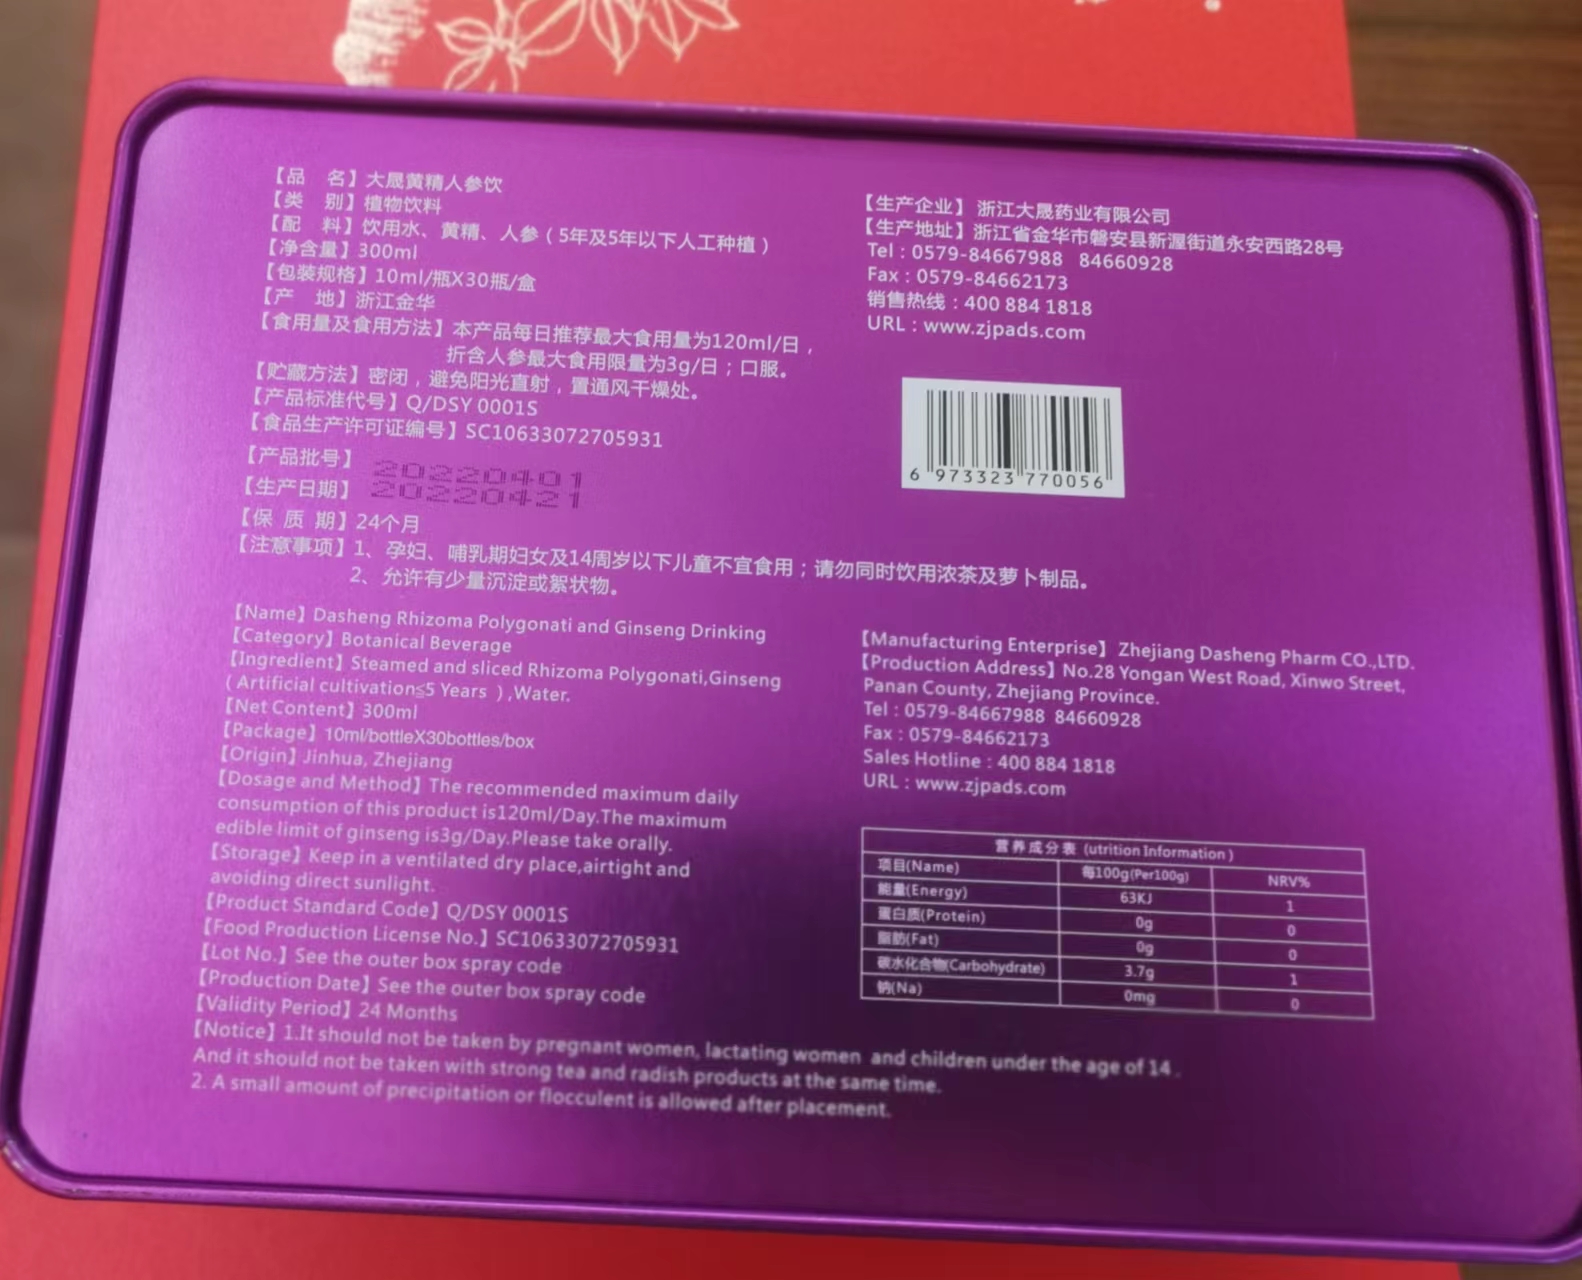 【品 名】大晟黄精人参饮
【类 别】植物饮料
【配 料】饮用水、黄精、人参（5年及5年以下人工种植）
【净含量】300ml
【包装规格】10ml/瓶X30瓶/盒
【产 地】浙江金华
【食用量及食用方法】本产品每日推荐最大食用量为120ml/日，
折含人参最大食用限量为3g/日；口服。
【贮藏方法】密闭，避免阳光直射，置通风干燥处。
【产品标准代号】Q/DSY 0001S
【食品生产许可证编号】SC10633072705931
【产品批号】20220401
【生产日期】20220421
【保 质 期】24个月
【注意事项】1、孕妇、哺乳期妇女及14周岁以下儿童不宜食用；请勿同时饮用浓茶及萝卜制品。
2、允许有少量沉淀或絮状物。
【生产企业】浙江大晟药业有限公司
【生产地址】浙江省金华市磐安县新渥街道永安西路28号
Tel：0579-84667988 84660928
Fax：0579-84662173
销售热线：400 884 1818
URL：www.zjpads.com
6 973323 770056
【Name】Dasheng Rhizoma Polygonati and Ginseng Drinking
【Category】Botanical Beverage
【Ingredient】Steamed and sliced Rhizoma Polygonati,Ginseng
（Artificial cultivation≦5 Years ）,Water.
【Net Content】300ml
【Package】10ml/bottleX30bottles/box
【Origin】Jinhua, Zhejiang
【Dosage and Method】The recommended maximum daily
consumption of this product is120ml/Day.The maximum
edible limit of ginseng is3g/Day.Please take orally.
【Storage】Keep in a ventilated dry place,airtight and
avoiding direct sunlight.
【Product Standard Code】Q/DSY 0001S
【Food Production License No.】SC10633072705931
【Lot No.】See the outer box spray code
【Production Date】See the outer box spray code
【Validity Period】24 Months
【Notice】1.It should not be taken by pregnant women, lactating women and children under the age of 14 .
And it should not be taken with strong tea and radish products at the same time.
2. A small amount of precipitation or flocculent is allowed after placement.
【Manufacturing Enterprise】Zhejiang Dasheng Pharm CO.,LTD.
【Production Address】No.28 Yongan West Road, Xinwo Street,
Panan County, Zhejiang Province.
Tel：0579-84667988 84660928
Fax：0579-84662173
Sales Hotline：400 884 1818
URL：www.zjpads.com
营养成分表 (utrition Information )
项目(Name) 每100g(Per100g) NRV%
能量(Energy) 63KJ 1
蛋白质(Protein) 0g 0
脂肪(Fat) 0g 0
碳水化合物(Carbohydrate) 3.7g 1
钠(Na) 0mg 0